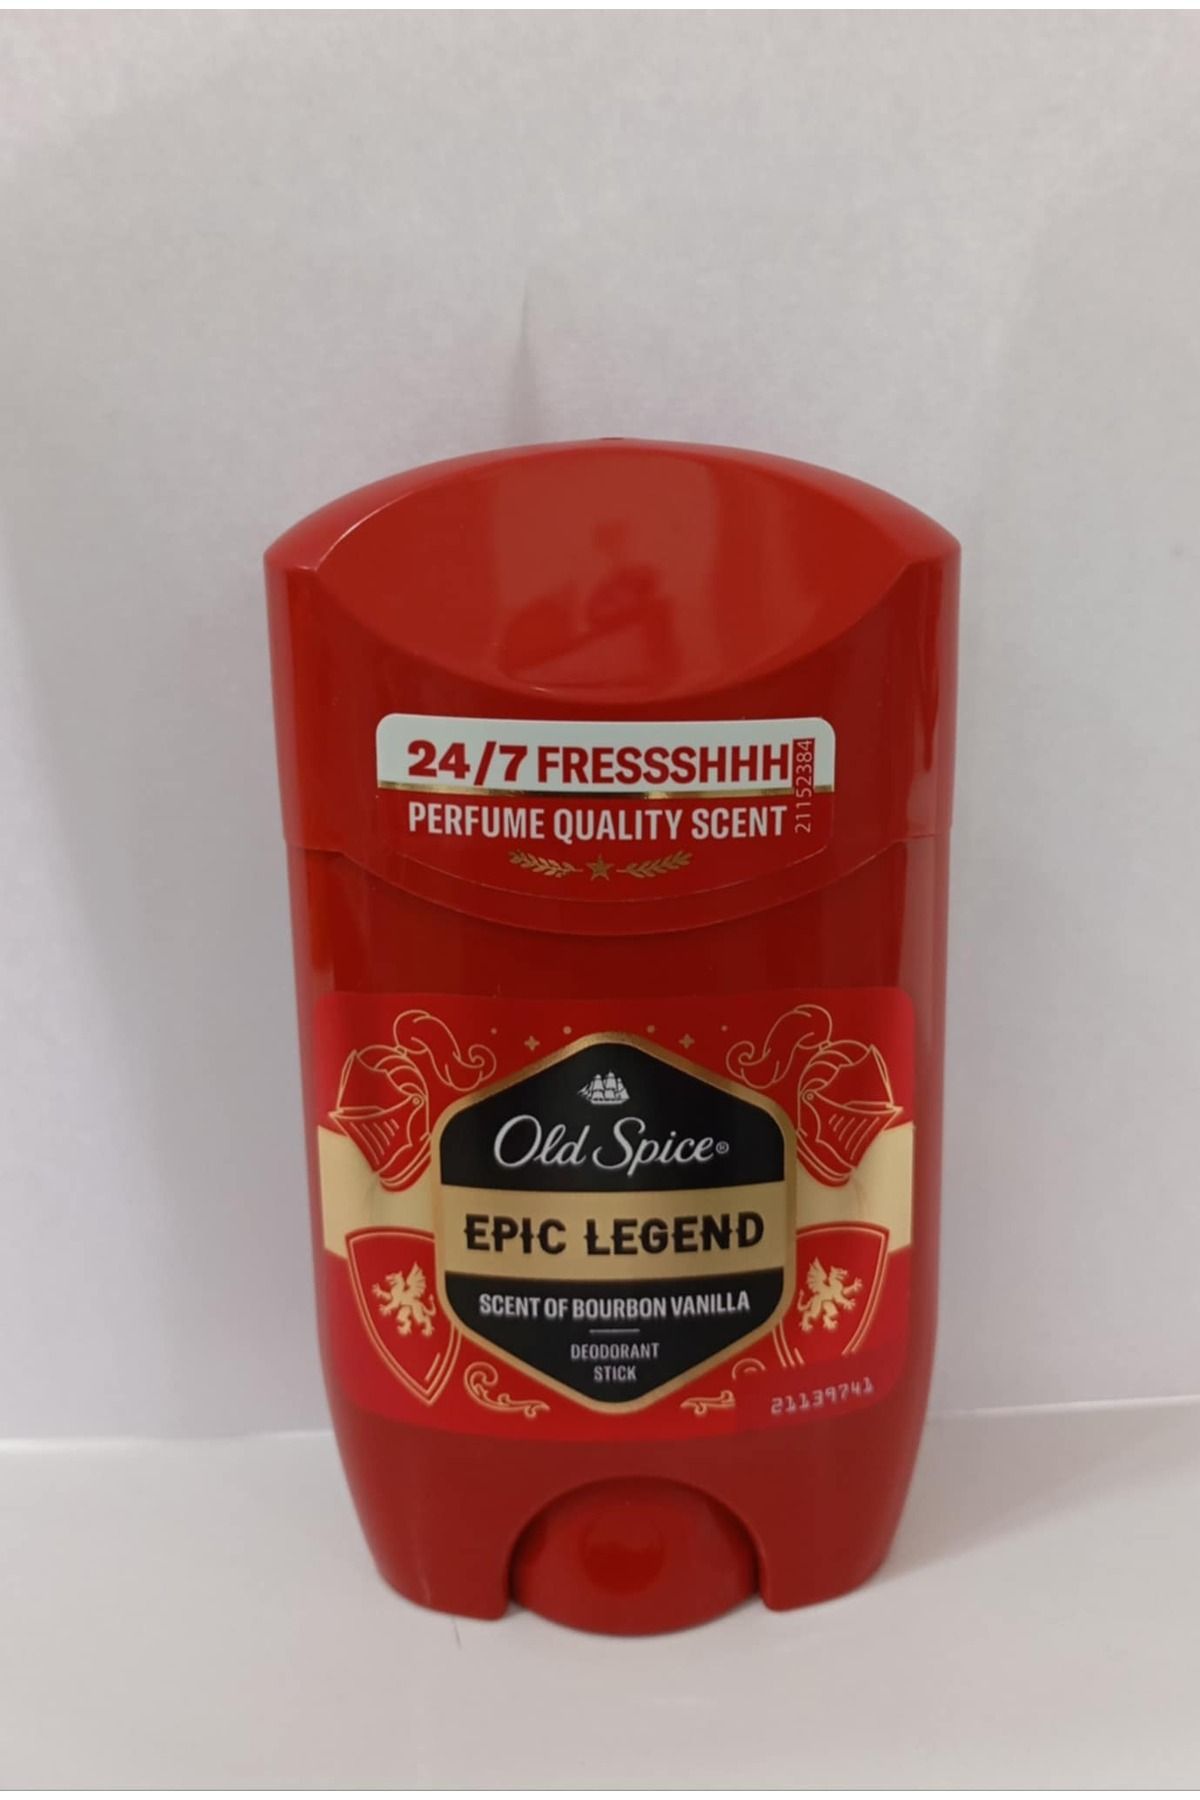 24/7 FRESSSHHH
21152384
PERFUME QUALITY SCENT
Old Spice®
EPIC LEGEND
SCENT OF BOURBON VANILLA
DEODORANT
STICK
21139741